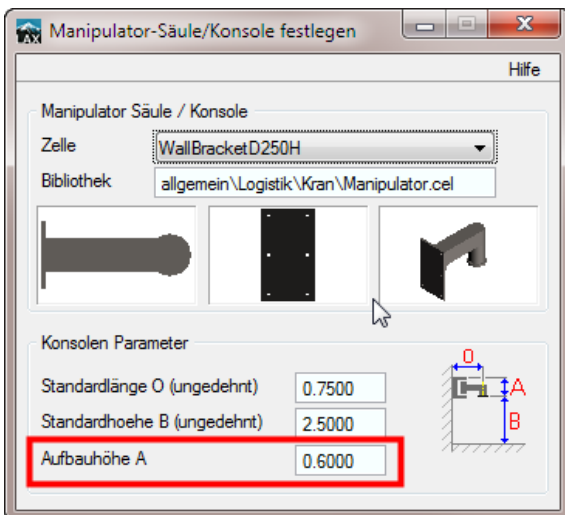 AX
Manipulator-Säule/Konsole festlegen
Hilfe
Manipulator Säule / Konsole
Zelle
WallBracketD250H
Bibliothek
allgemein\Logistik\Kran\Manipulator.cel
Konsolen Parameter
Standardlänge O (ungedehnt)
0.7500
Standardhoehe B (ungedehnt)
2.5000
Aufbauhöhe A
0.6000
O
A
B